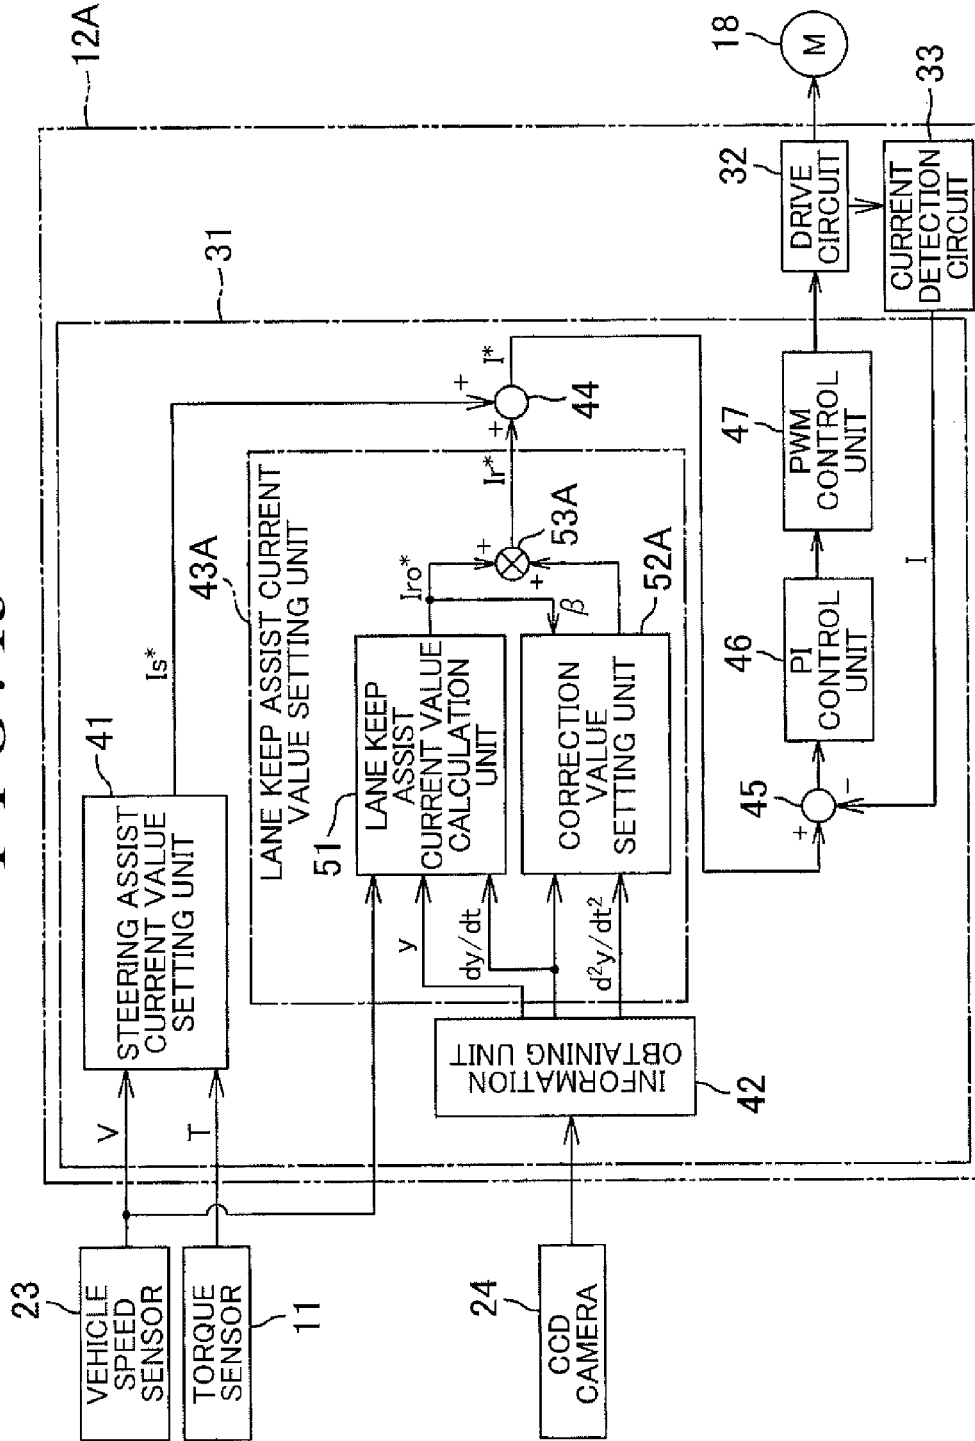 12A
31
23
VEHICLE
SPEED
SENSOR
TORQUE
SENSOR
11
V
T
41
STEERING ASSIST
CURRENT VALUE
SETTING UNIT
Is*
43A
LANE KEEP ASSIST CURRENT
VALUE SETTING UNIT
51
LANE KEEP
ASSIST
CURRENT VALUE
CALCULATION
UNIT
y
dy/dt
d²y/dt²
Iro*
β
+
+
53A
Ir*
52A
CORRECTION
VALUE
SETTING UNIT
+
+
44
I*
24
CCD
CAMERA
INFORMATION
OBTAINING UNIT
42
45
+
−
46
PI
CONTROL
UNIT
47
PWM
CONTROL
UNIT
I
32
DRIVE
CIRCUIT
18
M
33
CURRENT
DETECTION
CIRCUIT